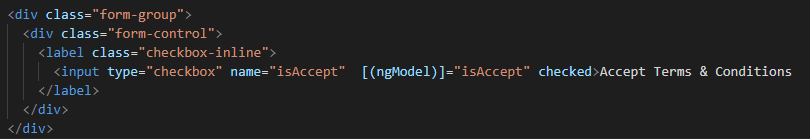 <div class="form-group">
<div class="form-control">
<label class="checkbox-inline">
<input type="checkbox" name="isAccept"  [(ngModel)]="isAccept" checked>Accept Terms & Conditions
</label>
</div>
</div>